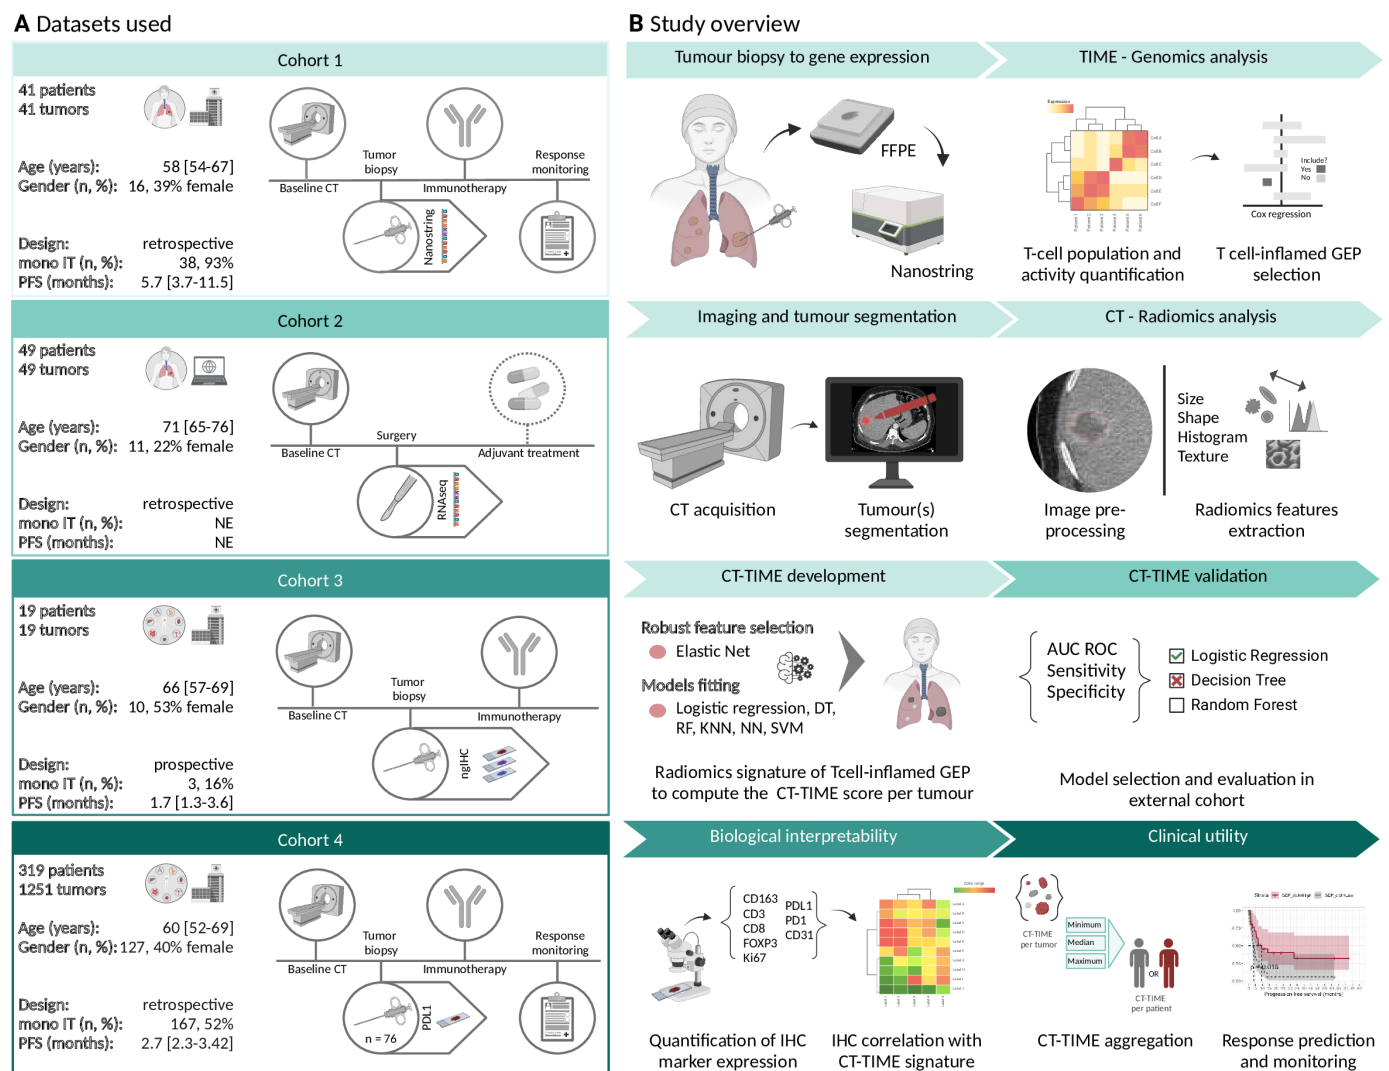 A Datasets used
Cohort 1
41 patients
41 tumors
Age (years): 58 [54-67]
Gender (n, %): 16, 39% female
Design: retrospective
mono IT (n, %): 38, 93%
PFS (months): 5.7 [3.7-11.5]
Baseline CT
Tumor
biopsy
Immunotherapy
Response
monitoring
Nanostring
Cohort 2
49 patients
49 tumors
Age (years): 71 [65-76]
Gender (n, %): 11, 22% female
Design: retrospective
mono IT (n, %): NE
PFS (months): NE
Baseline CT
Surgery
Adjuvant treatment
RNAseq
Cohort 3
19 patients
19 tumors
Age (years): 66 [57-69]
Gender (n, %): 10, 53% female
Design: prospective
mono IT (n, %): 3, 16%
PFS (months): 1.7 [1.3-3.6]
Baseline CT
Tumor
biopsy
Immunotherapy
ngIHC
Cohort 4
319 patients
1251 tumors
Age (years): 60 [52-69]
Gender (n, %): 127, 40% female
Design: retrospective
mono IT (n, %): 167, 52%
PFS (months): 2.7 [2.3-3.42]
Baseline CT
Tumor
biopsy
Immunotherapy
Response
monitoring
n = 76
PDL1
B Study overview
Tumour biopsy to gene expression
FFPE
Nanostring
TIME - Genomics analysis
Expression
T-cell population and
activity quantification
Include?
Yes
No
Cox regression
T cell-inflamed GEP
selection
Imaging and tumour segmentation
CT acquisition
Tumour(s)
segmentation
CT - Radiomics analysis
Image pre-
processing
Size
Shape
Histogram
Texture
Radiomics features
extraction
CT-TIME development
Robust feature selection
Elastic Net
Models fitting
Logistic regression, DT,
RF, KNN, NN, SVM
Radiomics signature of Tcell-inflamed GEP
to compute the CT-TIME score per tumour
CT-TIME validation
AUC ROC
Sensitivity
Specificity
Logistic Regression
Decision Tree
Random Forest
Model selection and evaluation in
external cohort
Biological interpretability
CD163
CD3
CD8
FOXP3
Ki67
PDL1
PD1
CD31
Quantification of IHC
marker expression
Color range
IHC correlation with
CT-TIME signature
Clinical utility
CT-TIME
per tumor
Minimum
Median
Maximum
OR
CT-TIME
per patient
CT-TIME aggregation
Progression free survival (months)
Response prediction
and monitoring